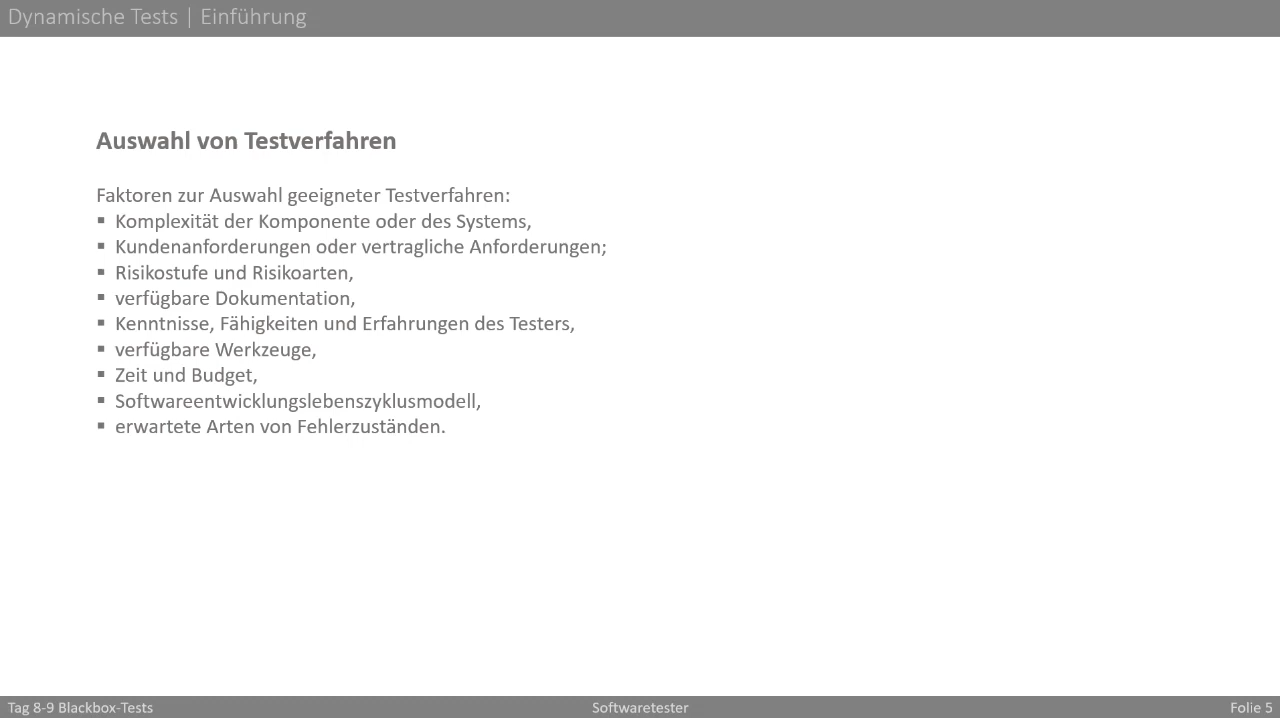 Dynamische Tests | Einführung
Auswahl von Testverfahren
Faktoren zur Auswahl geeigneter Testverfahren:
▪ Komplexität der Komponente oder des Systems,
▪ Kundenanforderungen oder vertragliche Anforderungen;
▪ Risikostufe und Risikoarten,
▪ verfügbare Dokumentation,
▪ Kenntnisse, Fähigkeiten und Erfahrungen des Testers,
▪ verfügbare Werkzeuge,
▪ Zeit und Budget,
▪ Softwareentwicklungslebenszyklusmodell,
▪ erwartete Arten von Fehlerzuständen.
Tag 8-9 Blackbox-Tests
Softwaretester
Folie 5